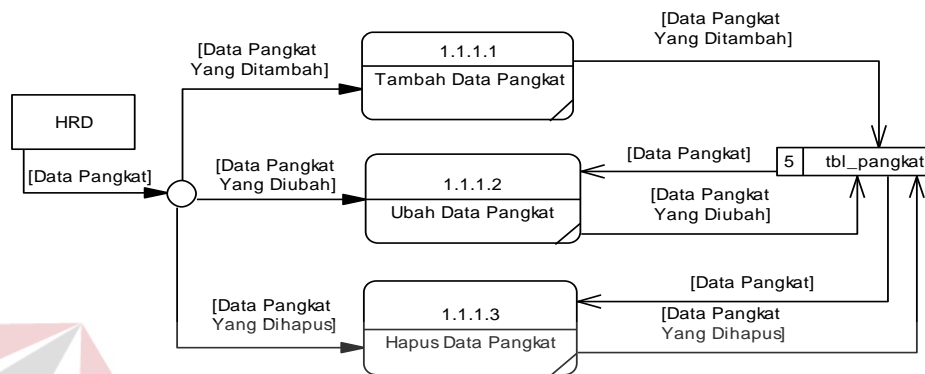 [Data Pangkat
Yang Ditambah]
1.1.1.1
Tambah Data Pangkat
[Data Pangkat
Yang Ditambah]
HRD
[Data Pangkat]
[Data Pangkat
Yang Diubah]
1.1.1.2
Ubah Data Pangkat
[Data Pangkat]
5 tbl_pangkat
[Data Pangkat
Yang Diubah]
[Data Pangkat
Yang Dihapus]
1.1.1.3
Hapus Data Pangkat
[Data Pangkat]
[Data Pangkat
Yang Dihapus]